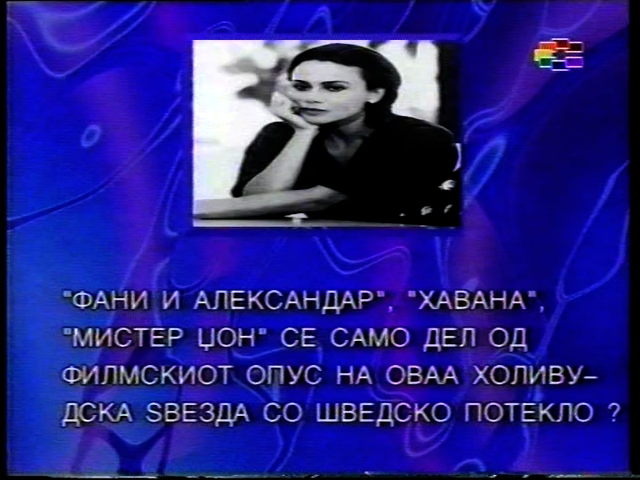 "ФАНИ И АЛЕКСАНДАР", "ХАВАНА",
"МИСТЕР ЏОН" СЕ САМО ДЕЛ ОД
ФИЛМСКИОТ ОПУС НА ОВАА ХОЛИВУ–
ДСКА ЅВЕЗДА СО ШВЕДСКО ПОТЕКЛО ?